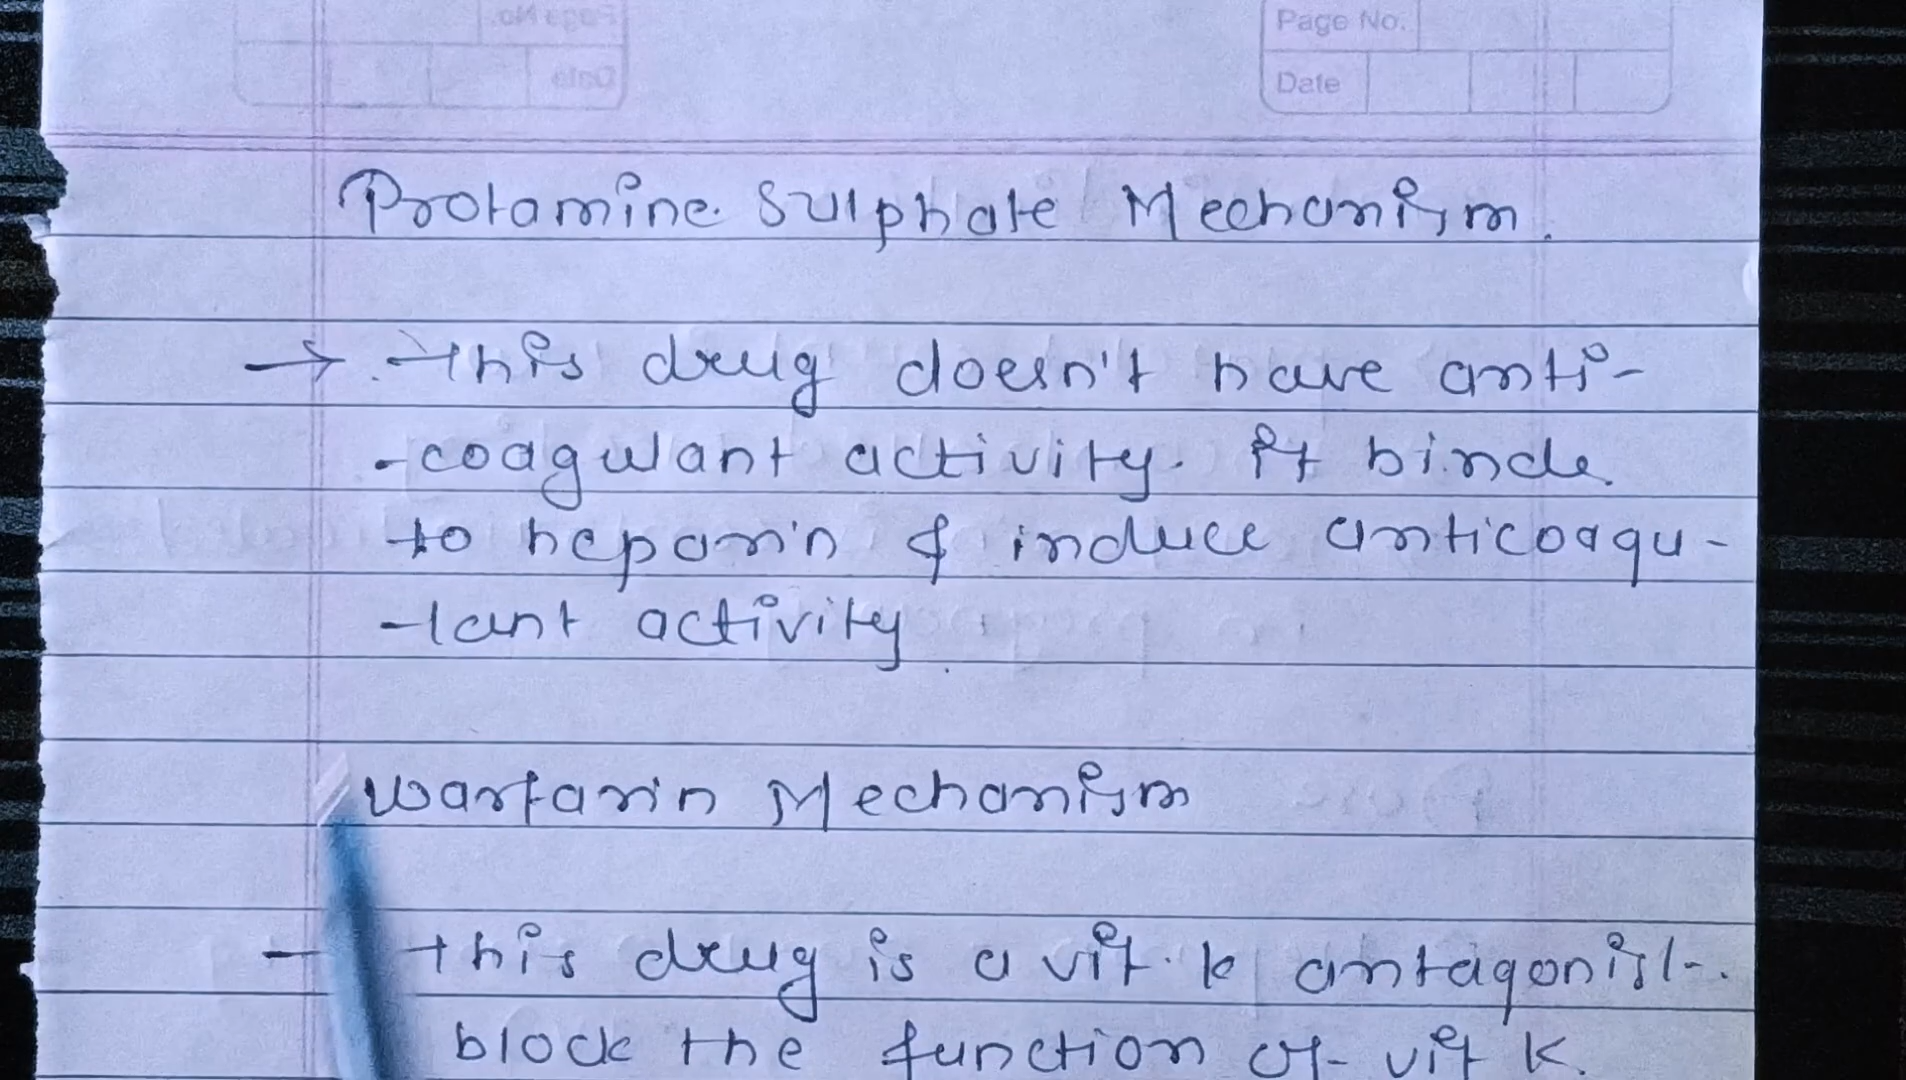 Page No.
Date
Protamine Sulphate Mechanism.
→ This drug doesn't have anti-
-coagulant activity. it binds
to heparin & induce anticoagu-
-lant activity
Warfarin Mechanism
- This drug is a vit. k antagonist.
block the function of vit K.